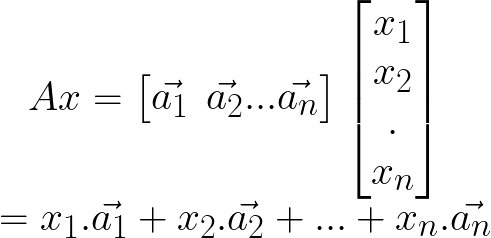 Ax = [a⃗₁ a⃗₂...a⃗ₙ] [x₁ x₂ . xₙ]
= x₁.a⃗₁ + x₂.a⃗₂ + ... + xₙ.a⃗ₙ